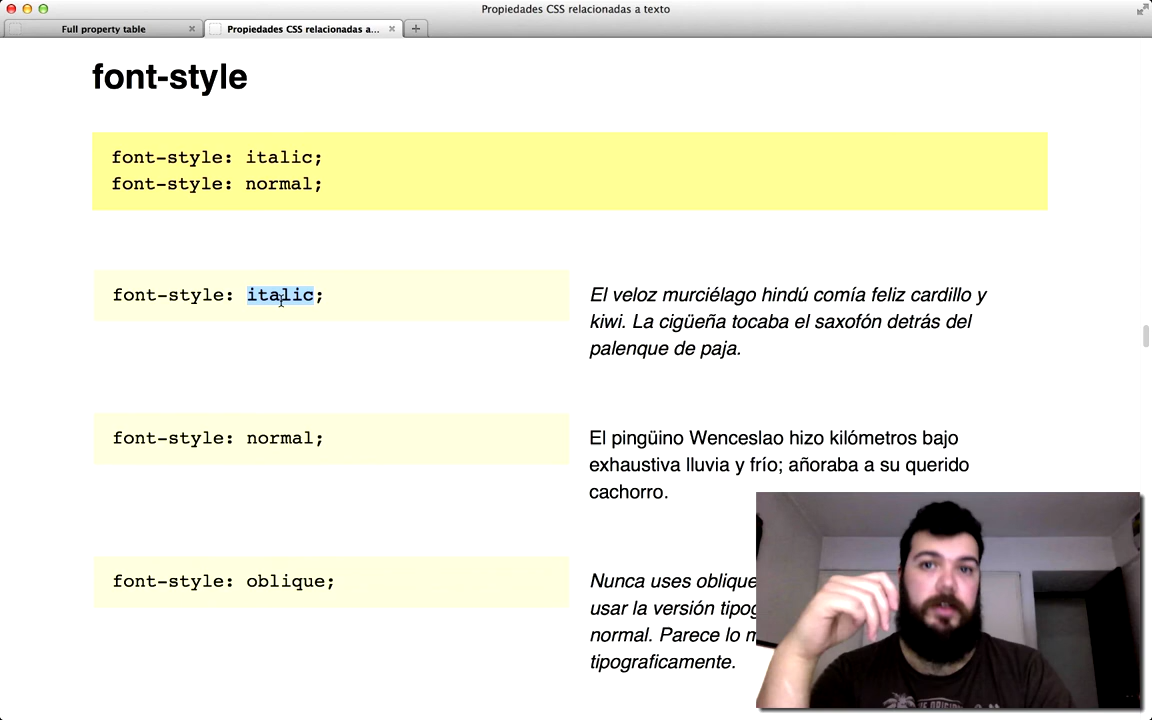 Propiedades CSS relacionadas a texto
Full property table
Propiedades CSS relacionadas a...
font-style
font-style: italic;
font-style: normal;
font-style: italic;
El veloz murciélago hindú comía feliz cardillo y
kiwi. La cigüeña tocaba el saxofón detrás del
palenque de paja.
font-style: normal;
El pingüino Wenceslao hizo kilómetros bajo
exhaustiva lluvia y frío; añoraba a su querido
cachorro.
font-style: oblique;
Nunca uses oblique
usar la versión
normal. Parece lo
tipograficamente.